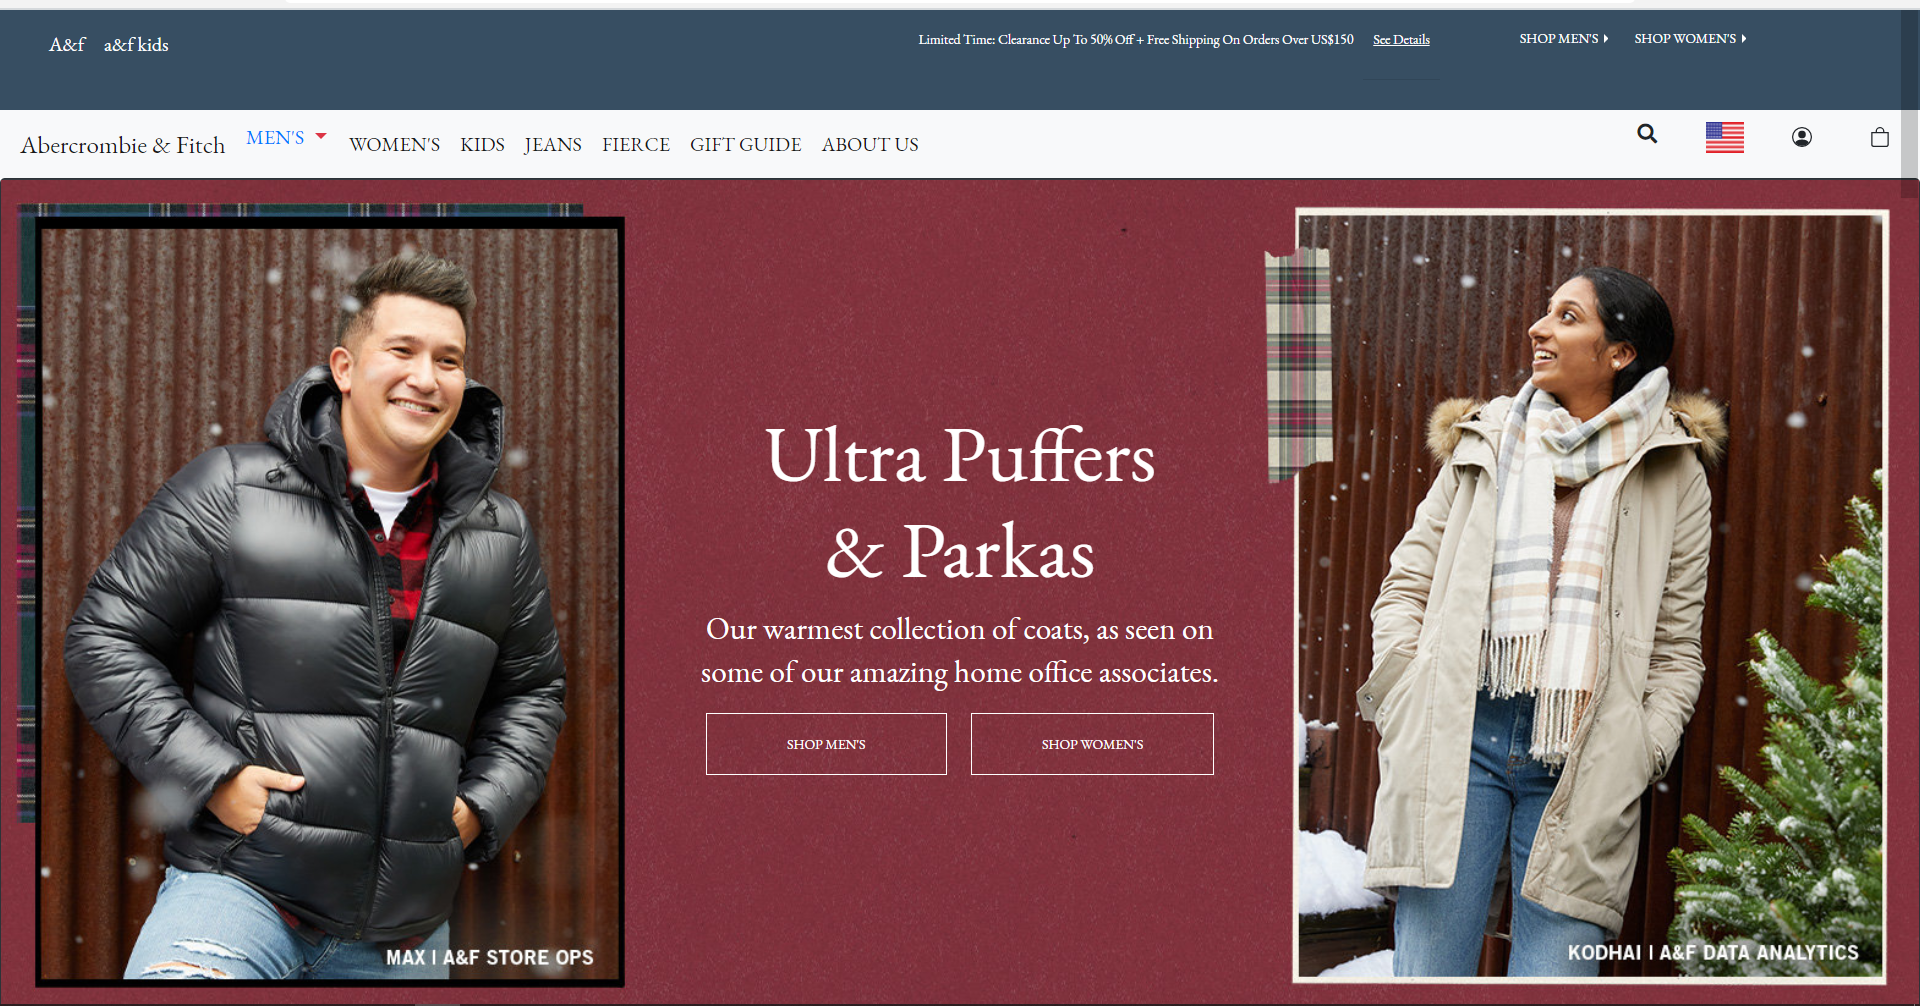 A&f a&f kids
Limited Time: Clearance Up To 50% Off + Free Shipping On Orders Over US$150 See Details
SHOP MEN'S SHOP WOMEN'S
Abercrombie & Fitch MEN'S WOMEN'S KIDS JEANS FIERCE GIFT GUIDE ABOUT US
Ultra Puffers
& Parkas
Our warmest collection of coats, as seen on
some of our amazing home office associates.
SHOP MEN'S SHOP WOMEN'S
MAX | A&F STORE OPS
KODHAI | A&F DATA ANALYTICS